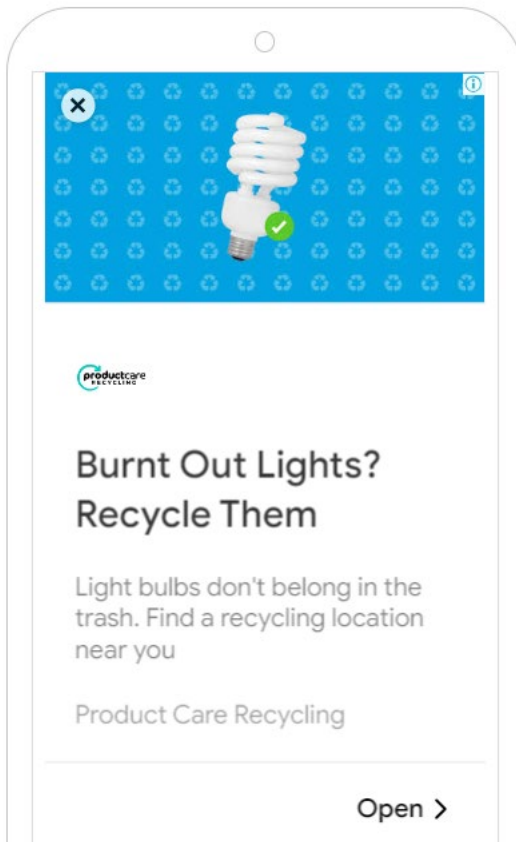 productcare
RECYCLING
Burnt Out Lights?
Recycle Them
Light bulbs don't belong in the
trash. Find a recycling location
near you
Product Care Recycling
Open